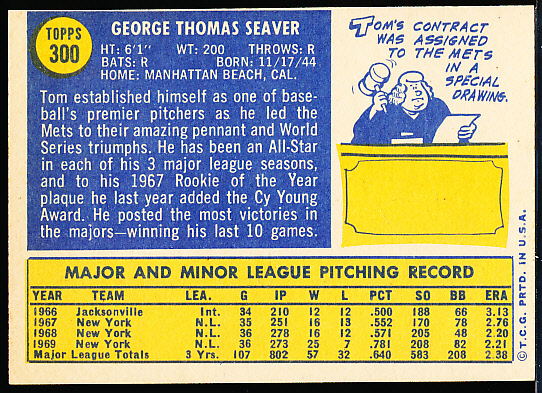 TOPPS
300
GEORGE THOMAS SEAVER
HT: 6'1" WT: 200 THROWS: R
BATS: R BORN: 11/17/44
HOME: MANHATTAN BEACH, CAL.
Tom established himself as one of base-
ball's premier pitchers as he led the
Mets to their amazing pennant and World
Series triumphs. He has been an All-Star
in each of his 3 major league seasons,
and to his 1967 Rookie of the Year
plaque he last year added the Cy Young
Award. He posted the most victories in
the majors—winning his last 10 games.
TOM'S CONTRACT
WAS ASSIGNED
TO THE METS
IN A
SPECIAL
DRAWING.
MAJOR AND MINOR LEAGUE PITCHING RECORD
YEAR TEAM LEA. G IP W L PCT SO BB ERA
1966 Jacksonville Int. 34 210 12 12 .500 188 66 3.13
1967 New York N.L. 35 251 16 13 .552 170 78 2.76
1968 New York N.L. 36 278 16 12 .571 205 48 2.20
1969 New York N.L. 36 273 25 7 .781 208 82 2.21
Major League Totals 3 Yrs. 107 802 57 32 .640 583 208 2.38
© T.C.G. PRTD. IN U.S.A.